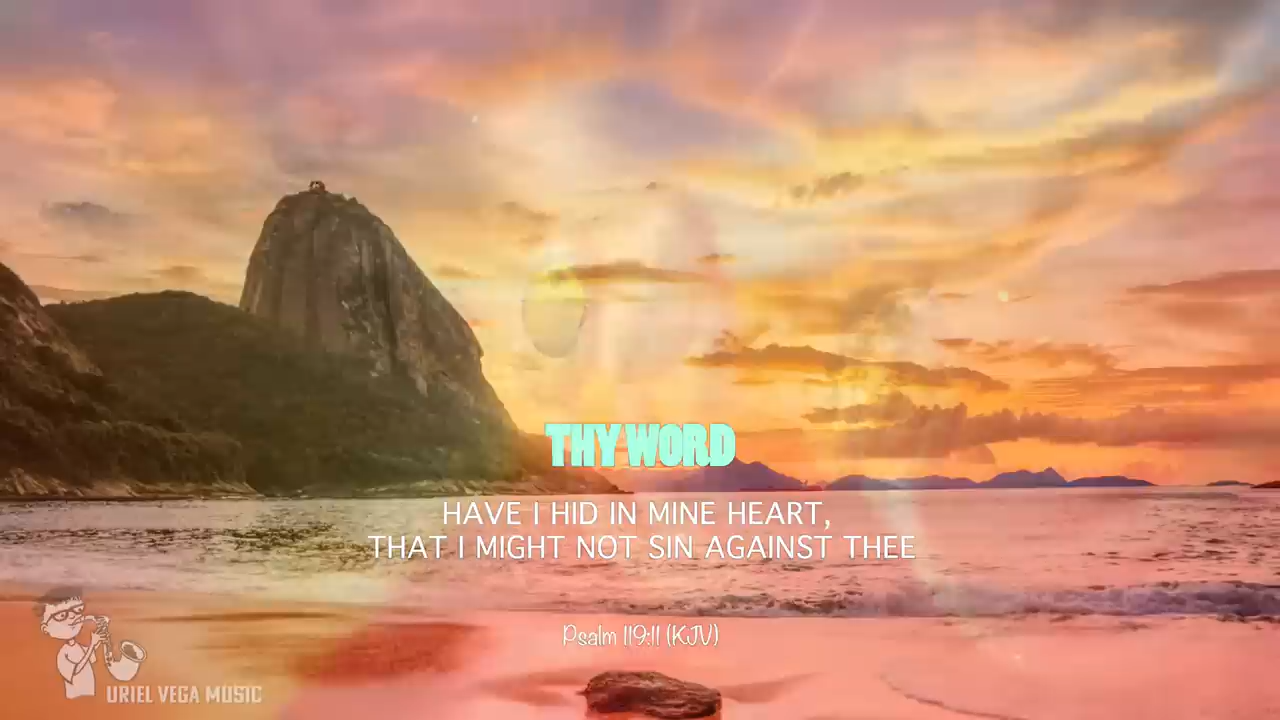 THY WORD
HAVE I HID IN MINE HEART,
THAT I MIGHT NOT SIN AGAINST THEE
Psalm 119:11 (KJV)
URIEL VEGA MUSIC